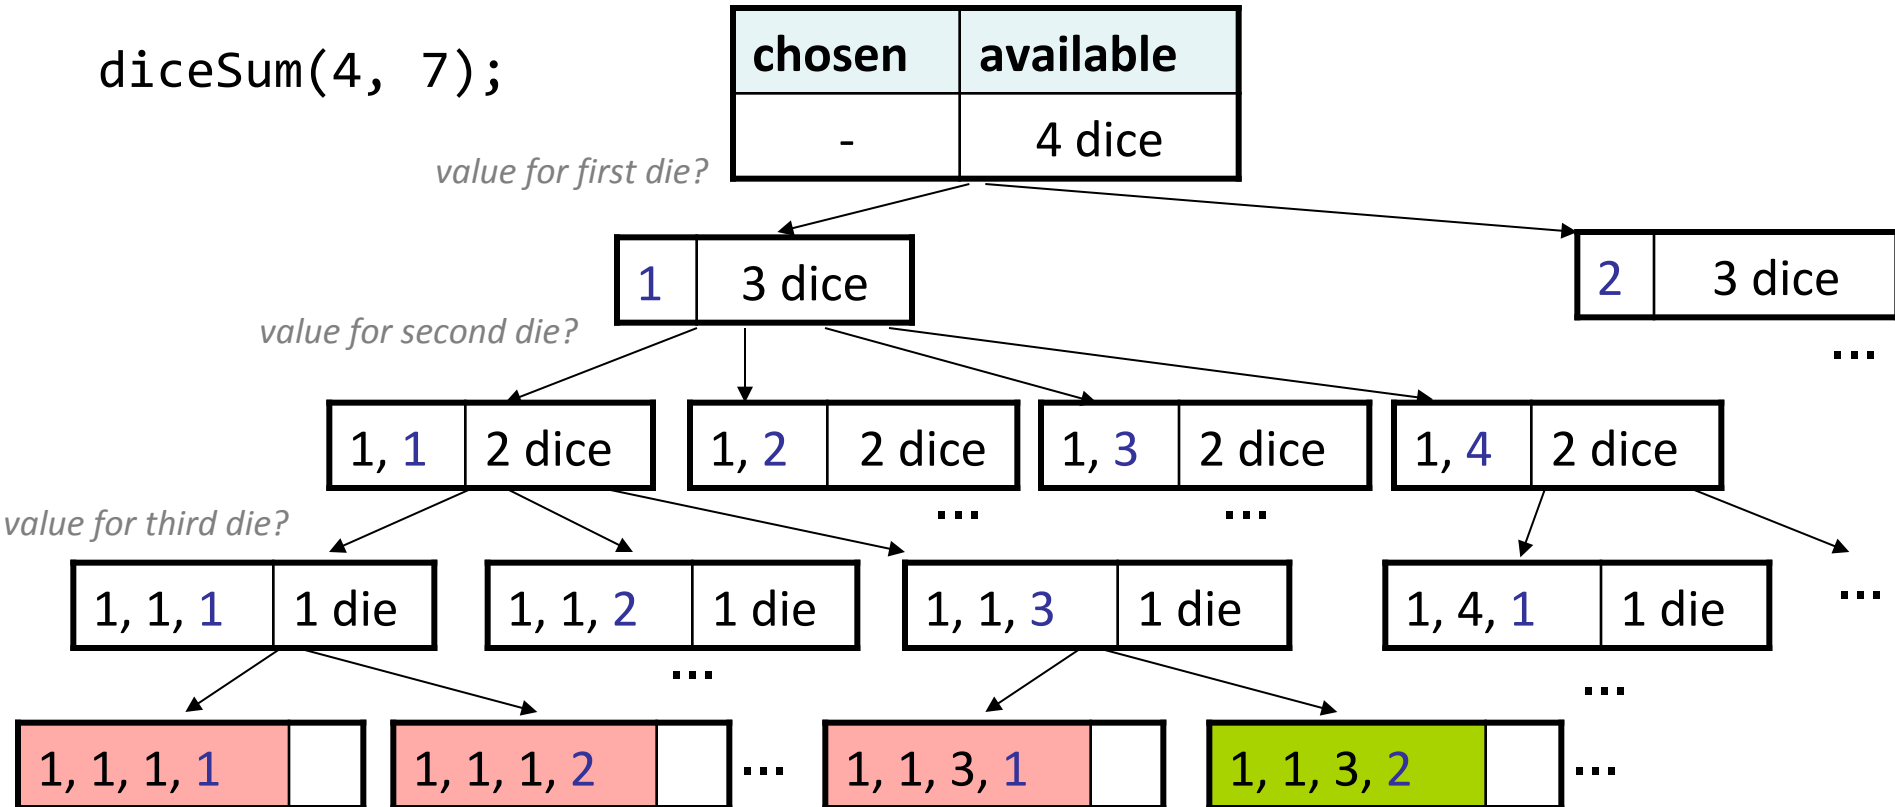 diceSum(4, 7);
chosen available
- 4 dice
value for first die?
1 3 dice
2 3 dice
...
value for second die?
1, 1 2 dice
1, 2 2 dice
1, 3 2 dice
1, 4 2 dice
...
...
value for third die?
1, 1, 1 1 die
1, 1, 2 1 die
1, 1, 3 1 die
1, 4, 1 1 die
...
...
...
1, 1, 1, 1
1, 1, 1, 2
...
1, 1, 3, 1
1, 1, 3, 2
...